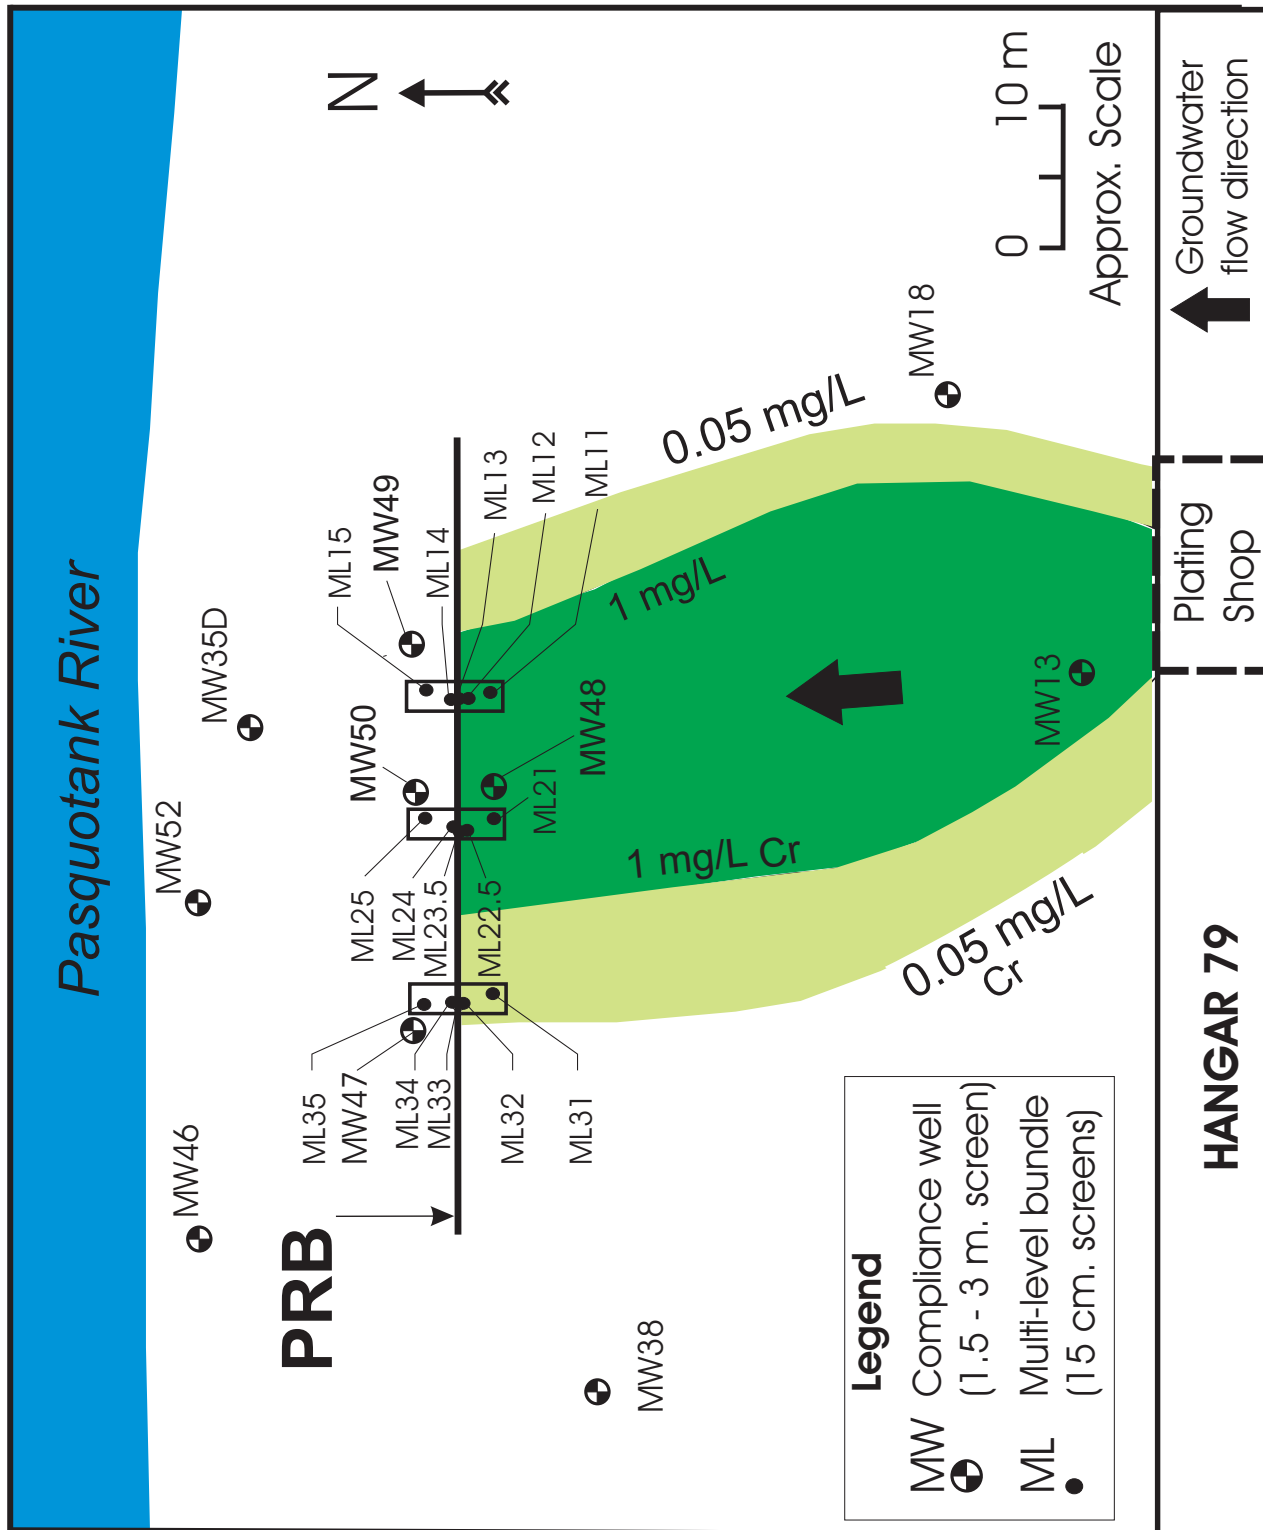 Pasquotank River
N
MW46
MW52
MW35D
PRB
ML35
MW47
ML34
ML33
ML32
ML31
ML25
ML24
ML23.5
ML22.5
ML21
MW50
MW48
ML15
MW49
ML14
ML13
ML12
ML11
MW38
MW18
MW13
0.05 mg/L
1 mg/L
1 mg/L Cr
0.05 mg/L
Cr
0 10 m
Approx. Scale
Legend
MW Compliance well
(1.5 - 3 m. screen)
ML Multi-level bundle
(15 cm. screens)
HANGAR 79
Plating
Shop
Groundwater
flow direction